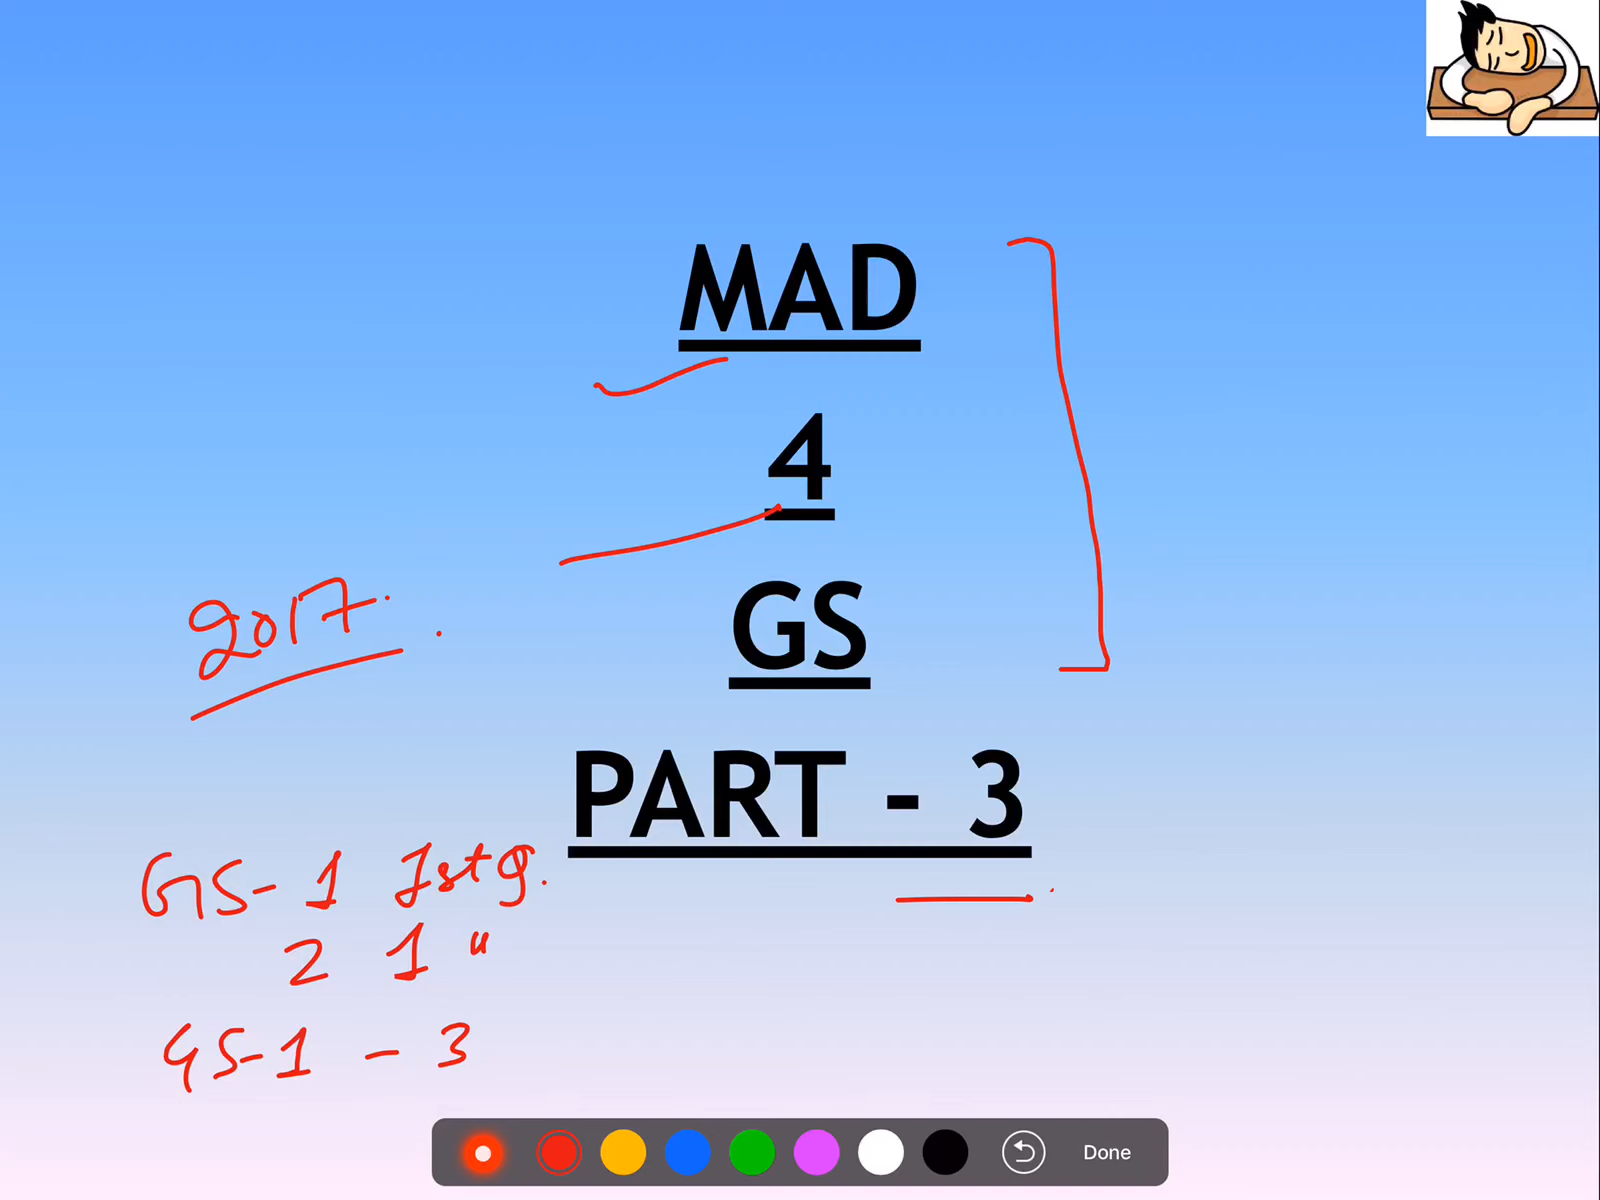 MAD
4
GS
2017.
PART - 3
GS-1 1st Q.
2 1 "
GS-1 - 3
Done